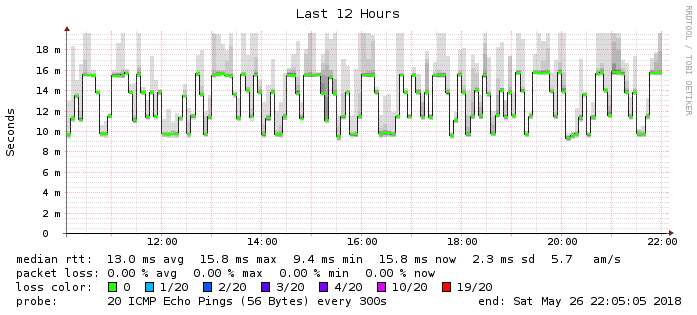 Last 12 Hours
RRDTOOL / TOBI OETIKER
Seconds
18 m
16 m
14 m
12 m
10 m
8 m
6 m
4 m
2 m
0
12:00 14:00 16:00 18:00 20:00 22:00
median rtt: 13.0 ms avg 15.8 ms max 9.4 ms min 15.8 ms now 2.3 ms sd 5.7 am/s
packet loss: 0.00 % avg 0.00 % max 0.00 % min 0.00 % now
loss color: 0 1/20 2/20 3/20 4/20 10/20 19/20
probe: 20 ICMP Echo Pings (56 Bytes) every 300s end: Sat May 26 22:05:05 2018